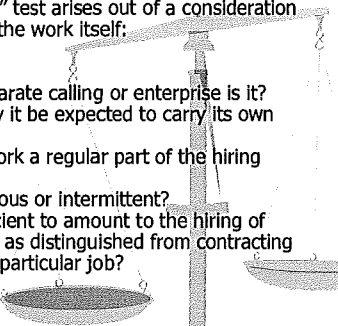 ” test arises out of a consideration
the work itself:
arate calling or enterprise is it?
it be expected to carry its own
ork a regular part of the hiring
ous or intermittent?
cient to amount to the hiring of
as distinguished from contracting
particular job?